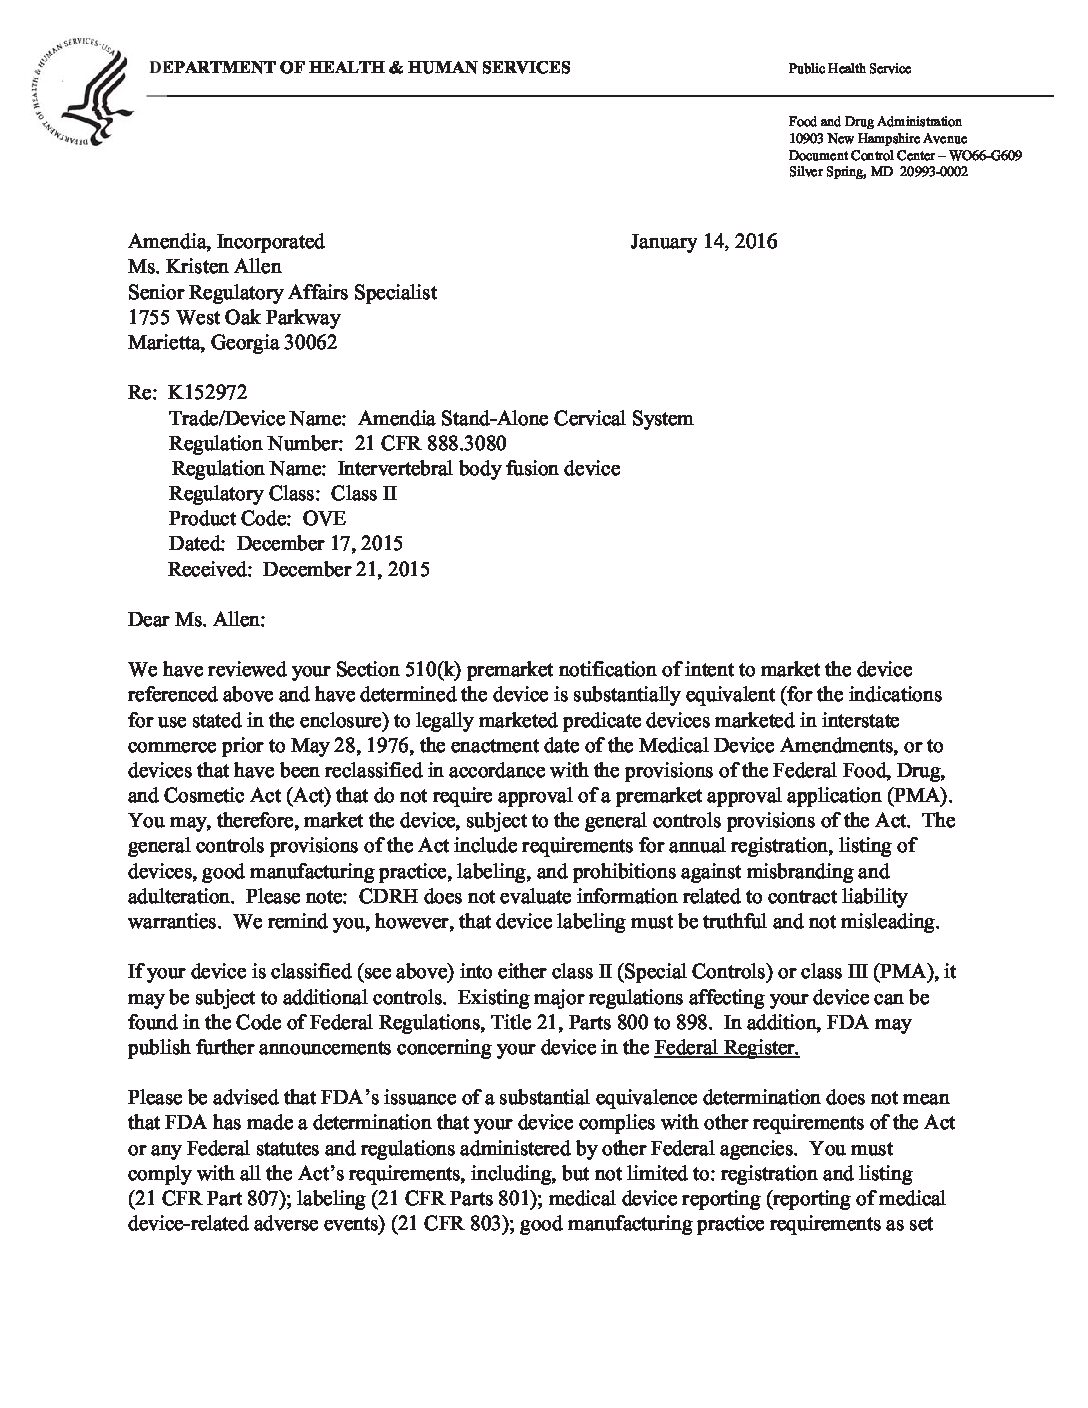 DEPARTMENT OF HEALTH & HUMAN SERVICES
Public Health Service
DEPARTMENT OF HEALTH & HUMAN SERVICES·USA
Food and Drug Administration
10903 New Hampshire Avenue
Document Control Center – WO66-G609
Silver Spring, MD  20993-0002
Amendia, Incorporated
January 14, 2016
Ms. Kristen Allen
Senior Regulatory Affairs Specialist
1755 West Oak Parkway
Marietta, Georgia 30062
Re:  K152972
Trade/Device Name:  Amendia Stand-Alone Cervical System
Regulation Number:  21 CFR 888.3080
Regulation Name:  Intervertebral body fusion device
Regulatory Class:  Class II
Product Code:  OVE
Dated:  December 17, 2015
Received:  December 21, 2015
Dear Ms. Allen:
We have reviewed your Section 510(k) premarket notification of intent to market the device
referenced above and have determined the device is substantially equivalent (for the indications
for use stated in the enclosure) to legally marketed predicate devices marketed in interstate
commerce prior to May 28, 1976, the enactment date of the Medical Device Amendments, or to
devices that have been reclassified in accordance with the provisions of the Federal Food, Drug,
and Cosmetic Act (Act) that do not require approval of a premarket approval application (PMA).
You may, therefore, market the device, subject to the general controls provisions of the Act.  The
general controls provisions of the Act include requirements for annual registration, listing of
devices, good manufacturing practice, labeling, and prohibitions against misbranding and
adulteration.  Please note:  CDRH does not evaluate information related to contract liability
warranties.  We remind you, however, that device labeling must be truthful and not misleading.
If your device is classified (see above) into either class II (Special Controls) or class III (PMA), it
may be subject to additional controls.  Existing major regulations affecting your device can be
found in the Code of Federal Regulations, Title 21, Parts 800 to 898.  In addition, FDA may
publish further announcements concerning your device in the Federal Register.
Please be advised that FDA's issuance of a substantial equivalence determination does not mean
that FDA has made a determination that your device complies with other requirements of the Act
or any Federal statutes and regulations administered by other Federal agencies.  You must
comply with all the Act's requirements, including, but not limited to: registration and listing
(21 CFR Part 807); labeling (21 CFR Parts 801); medical device reporting (reporting of medical
device-related adverse events) (21 CFR 803); good manufacturing practice requirements as set